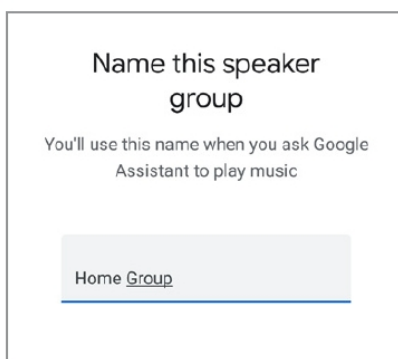 Name this speaker
group
You'll use this name when you ask Google
Assistant to play music
Home Group